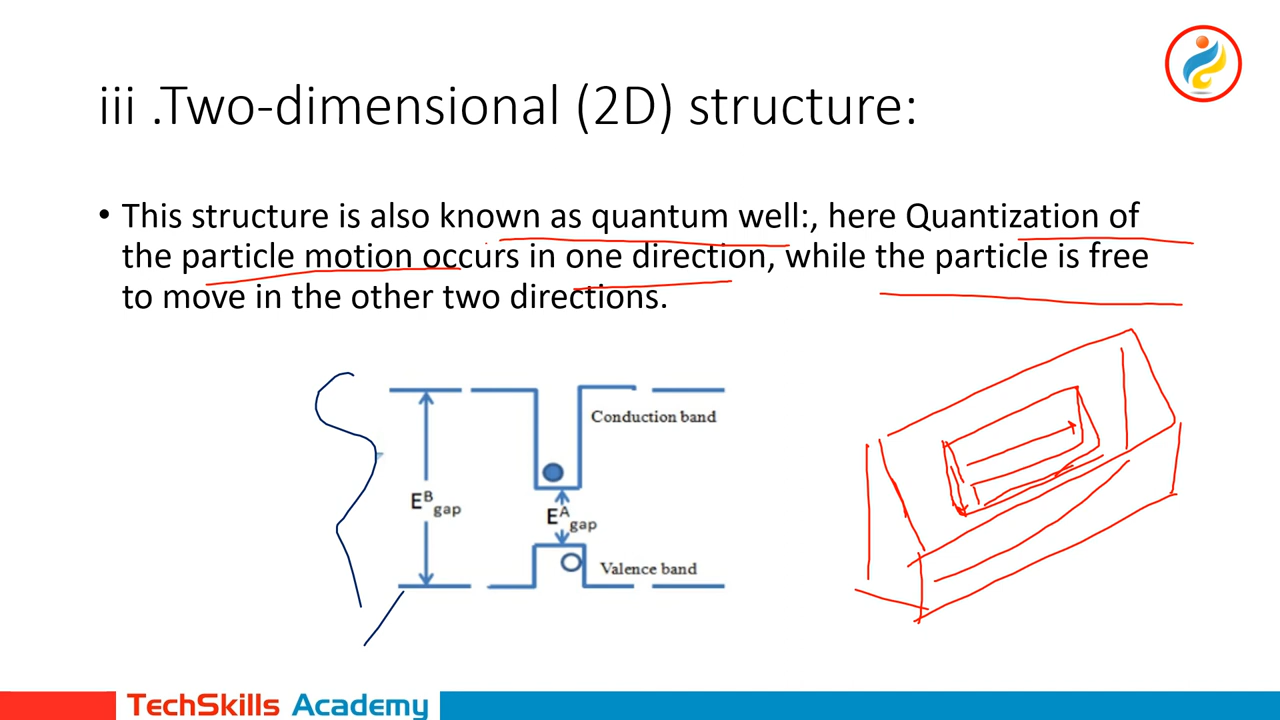 iii .Two-dimensional (2D) structure:
• This structure is also known as quantum well:, here Quantization of
the particle motion occurs in one direction, while the particle is free
to move in the other two directions.
Conduction band
E^B gap
E^A gap
Valence band
TechSkills Academy